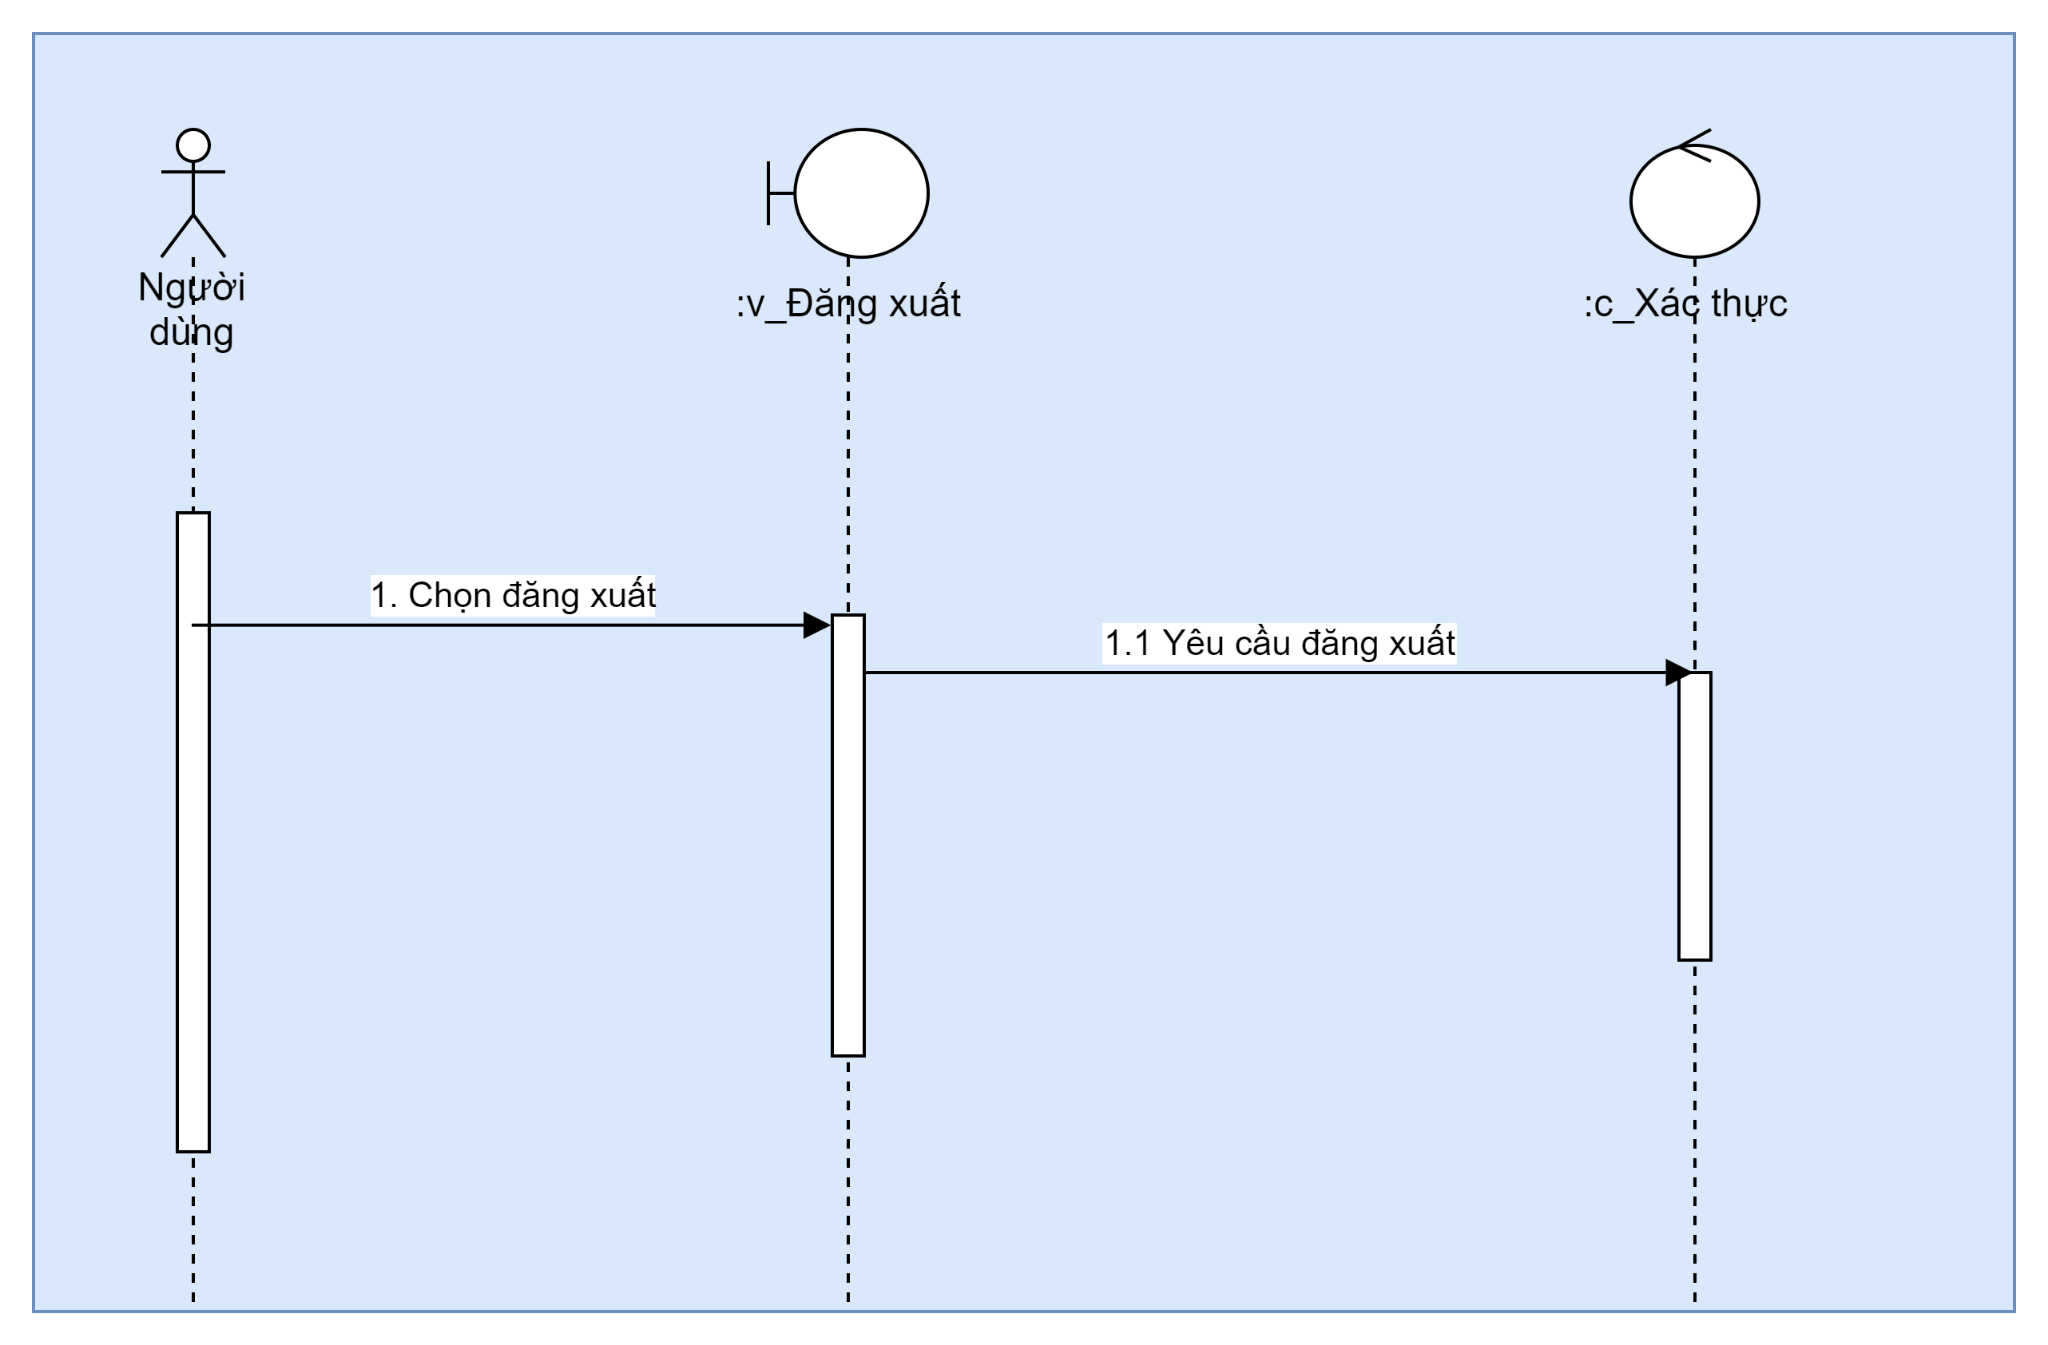 Người
dùng
:v_Đăng xuất
:c_Xác thực
1. Chọn đăng xuất
1.1 Yêu cầu đăng xuất